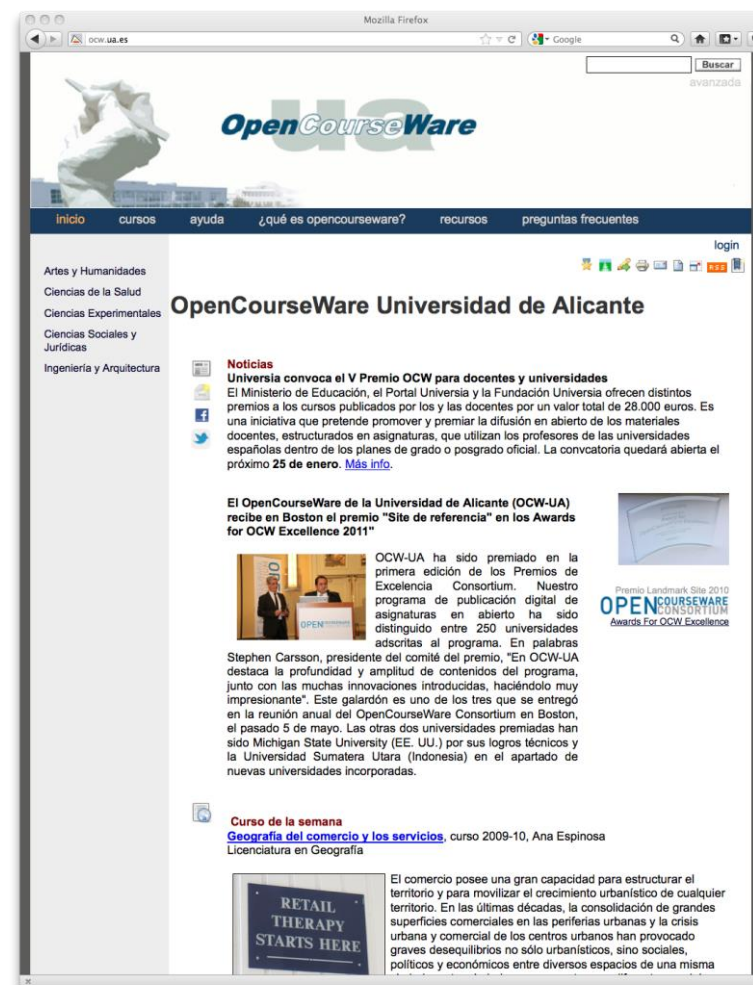 Mozilla Firefox
ocw.ua.es
Google
Buscar
avanzada
ua
OpenCourseWare
inicio cursos ayuda ¿qué es opencourseware? recursos preguntas frecuentes
login
RSS
Artes y Humanidades
Ciencias de la Salud
Ciencias Experimentales
Ciencias Sociales y
Jurídicas
Ingeniería y Arquitectura
OpenCourseWare Universidad de Alicante
Noticias
Universia convoca el V Premio OCW para docentes y universidades
El Ministerio de Educación, el Portal Universia y la Fundación Universia ofrecen distintos
premios a los cursos publicados por los y las docentes por un valor total de 28.000 euros. Es
una iniciativa que pretende promover y premiar la difusión en abierto de los materiales
docentes, estructurados en asignaturas, que utilizan los profesores de las universidades
españolas dentro de los planes de grado o posgrado oficial. La convcatoria quedará abierta el
próximo 25 de enero. Más info.
El OpenCourseWare de la Universidad de Alicante (OCW-UA)
recibe en Boston el premio "Site de referencia" en los Awards
for OCW Excellence 2011"
OCW-UA ha sido premiado en la
primera edición de los Premios de
Excelencia Consortium. Nuestro
programa de publicación digital de
asignaturas en abierto ha sido
distinguido entre 250 universidades
adscritas al programa. En palabras
Stephen Carsson, presidente del comité del premio, "En OCW-UA
destaca la profundidad y amplitud de contenidos del programa,
junto con las muchas innovaciones introducidas, haciéndolo muy
impresionante". Este galardón es uno de los tres que se entregó
en la reunión anual del OpenCourseWare Consortium en Boston,
el pasado 5 de mayo. Las otras dos universidades premiadas han
sido Michigan State University (EE. UU.) por sus logros técnicos y
la Universidad Sumatera Utara (Indonesia) en el apartado de
nuevas universidades incorporadas.
OPEN
Premio Landmark Site 2010
OPENCOURSEWARE
CONSORTIUM
Awards For OCW Excellence
Curso de la semana
Geografía del comercio y los servicios, curso 2009-10, Ana Espinosa
Licenciatura en Geografía
RETAIL
THERAPY
STARTS HERE
El comercio posee una gran capacidad para estructurar el
territorio y para movilizar el crecimiento urbanístico de cualquier
territorio. En las últimas décadas, la consolidación de grandes
superficies comerciales en las periferias urbanas y la crisis
urbana y comercial de los centros urbanos han provocado
graves desequilibrios no sólo urbanísticos, sino sociales,
políticos y económicos entre diversos espacios de una misma